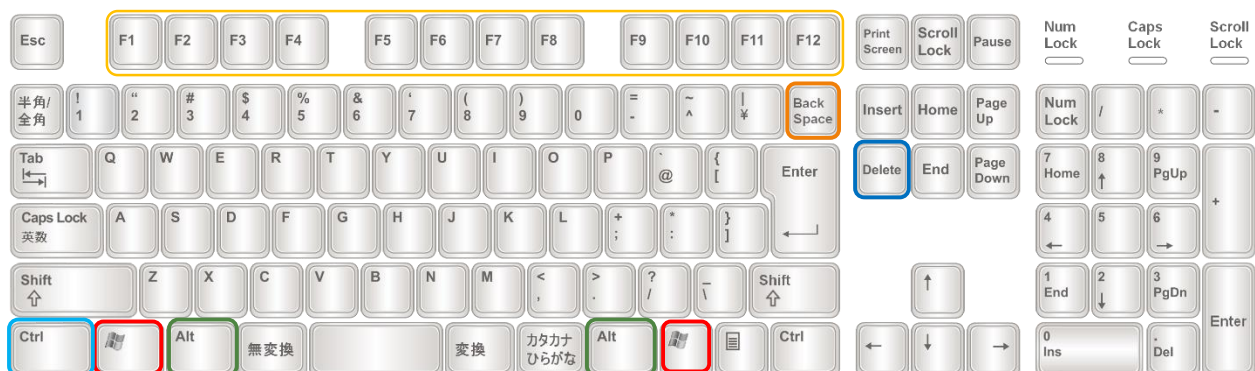 Esc F1 F2 F3 F4 F5 F6 F7 F8 F9 F10 F11 F12 Print Screen Scroll Lock Pause Num Lock Caps Lock Scroll Lock
半角/全角 ! 1 " 2 # 3 $ 4 % 5 & 6 ' 7 ( 8 ) 9 0 = - ~ ^ | ¥ Back Space Insert Home Page Up Num Lock / * -
Tab Q W E R T Y U I O P ` @ { [ Enter Delete End Page Down 7 Home 8 ↑ 9 PgUp +
Caps Lock 英数 A S D F G H J K L + ; * : } ] 4 ← 5 6 →
Shift Z X C V B N M < , > . ? / _ \ Shift ↑ 1 End 2 ↓ 3 PgDn Enter
Ctrl Alt 無変換 変換 カタカナ ひらがな Alt Ctrl ← ↓ → 0 Ins . Del